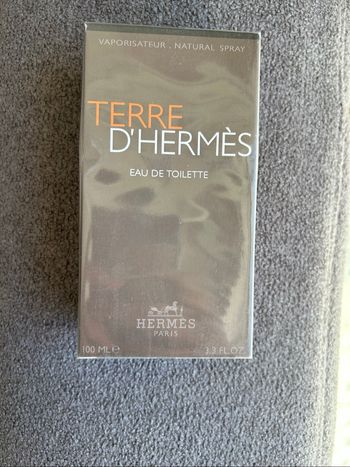 VAPORISATEUR . NATURAL SPRAY
TERRE
D'HERMÈS
EAU DE TOILETTE
HERMÈS
PARIS
100 ML ℮ 3.3 FL.OZ